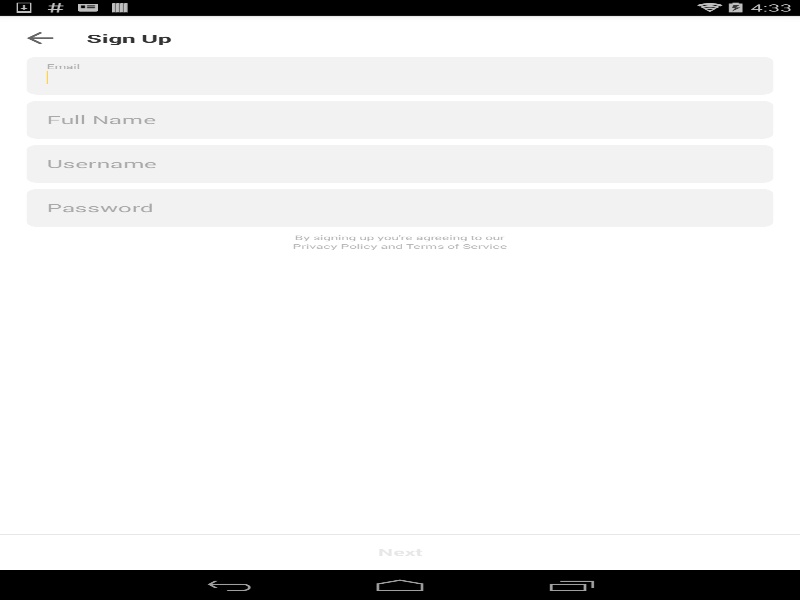 4:33
Sign Up
Email
Full Name
Username
Password
By signing up you're agreeing to our
Privacy Policy and Terms of Service
Next